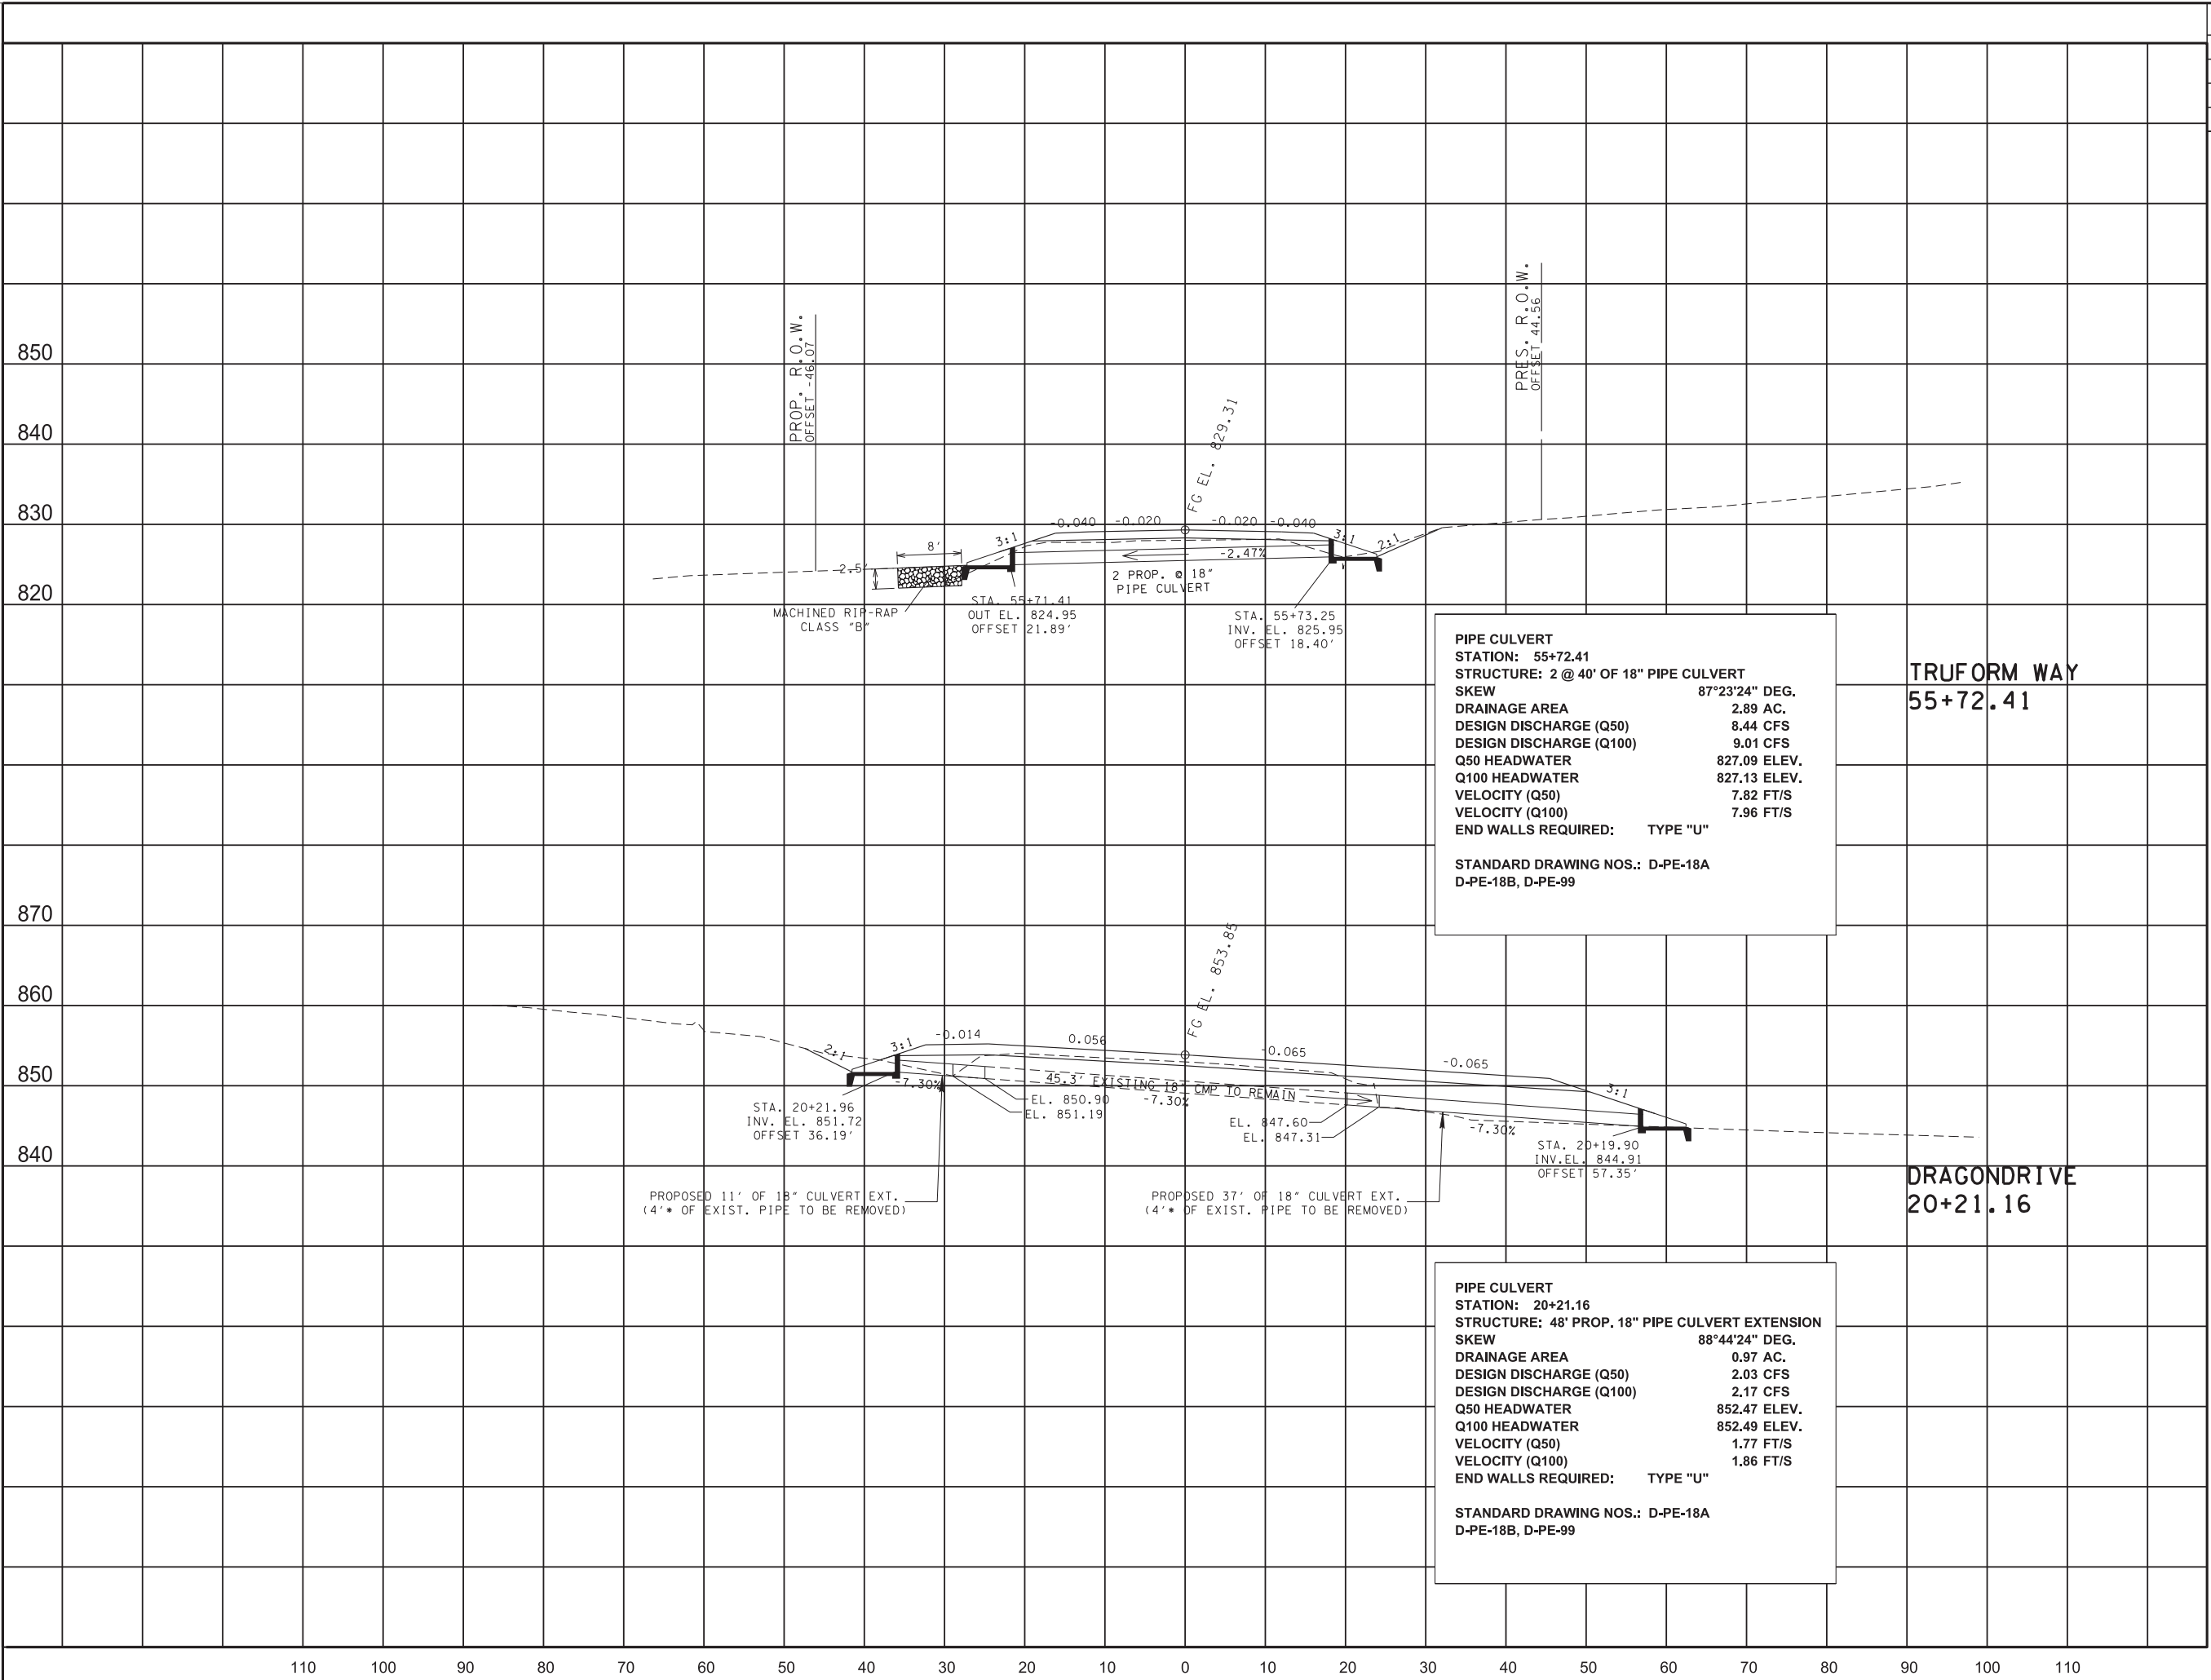 850
840
830
820
870
860
850
840
PROP. R.O.W.
OFFSET -46.07
PRES. R.O.W.
OFFSET 44.56
FG EL. 829.31
-0.040
-0.020
-0.020
-0.040
3:1
3:1
2:1
8'
2.5'
-2.47%
2 PROP. @ 18"
PIPE CULVERT
MACHINED RIP-RAP
CLASS "B"
STA. 55+71.41
OUT EL. 824.95
OFFSET 21.89'
STA. 55+73.25
INV. EL. 825.95
OFFSET 18.40'
PIPE CULVERT
STATION: 55+72.41
STRUCTURE: 2 @ 40' OF 18" PIPE CULVERT
SKEW 87°23'24" DEG.
DRAINAGE AREA 2.89 AC.
DESIGN DISCHARGE (Q50) 8.44 CFS
DESIGN DISCHARGE (Q100) 9.01 CFS
Q50 HEADWATER 827.09 ELEV.
Q100 HEADWATER 827.13 ELEV.
VELOCITY (Q50) 7.82 FT/S
VELOCITY (Q100) 7.96 FT/S
END WALLS REQUIRED: TYPE "U"
STANDARD DRAWING NOS.: D-PE-18A
D-PE-18B, D-PE-99
TRUFORM WAY
55+72.41
FG EL. 853.85
2:1
3:1
-0.014
0.056
-0.065
-0.065
3:1
-7.30%
45.3' EXISTING 18" CMP TO REMAIN
-7.30%
-7.30%
EL. 850.90
EL. 851.19
EL. 847.60
EL. 847.31
STA. 20+21.96
INV. EL. 851.72
OFFSET 36.19'
STA. 20+19.90
INV.EL. 844.91
OFFSET 57.35'
PROPOSED 11' OF 18" CULVERT EXT.
(4'* OF EXIST. PIPE TO BE REMOVED)
PROPOSED 37' OF 18" CULVERT EXT.
(4'* OF EXIST. PIPE TO BE REMOVED)
DRAGONDRIVE
20+21.16
PIPE CULVERT
STATION: 20+21.16
STRUCTURE: 48' PROP. 18" PIPE CULVERT EXTENSION
SKEW 88°44'24" DEG.
DRAINAGE AREA 0.97 AC.
DESIGN DISCHARGE (Q50) 2.03 CFS
DESIGN DISCHARGE (Q100) 2.17 CFS
Q50 HEADWATER 852.47 ELEV.
Q100 HEADWATER 852.49 ELEV.
VELOCITY (Q50) 1.77 FT/S
VELOCITY (Q100) 1.86 FT/S
END WALLS REQUIRED: TYPE "U"
STANDARD DRAWING NOS.: D-PE-18A
D-PE-18B, D-PE-99
110 100 90 80 70 60 50 40 30 20 10 0 10 20 30 40 50 60 70 80 90 100 110